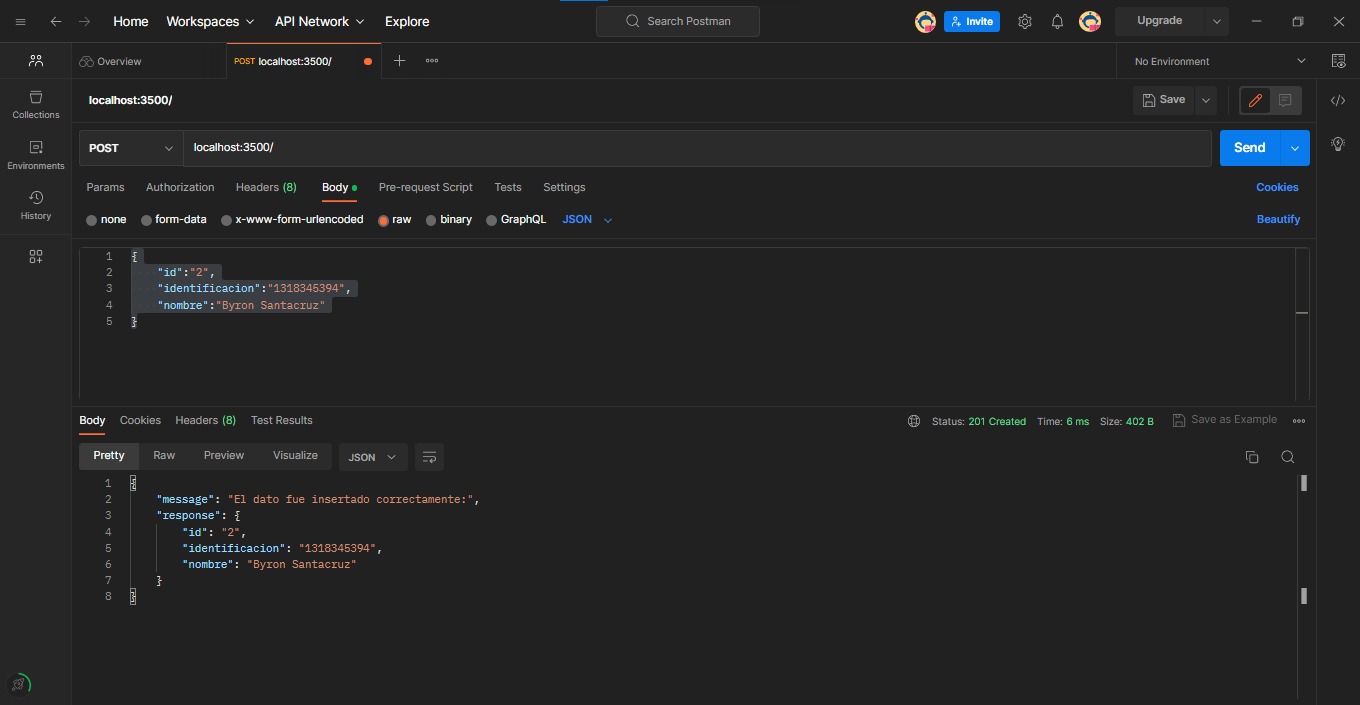 Home Workspaces API Network Explore Search Postman Invite Upgrade
Overview POST localhost:3500/ No Environment
localhost:3500/ Save
Collections
POST localhost:3500/ Send
Environments
Params Authorization Headers (8) Body Pre-request Script Tests Settings Cookies
History
none form-data x-www-form-urlencoded raw binary GraphQL JSON Beautify
1 {
2 "id":"2",
3 "identificacion":"1318345394",
4 "nombre":"Byron Santacruz"
5 }
Body Cookies Headers (8) Test Results Status: 201 Created Time: 6 ms Size: 402 B Save as Example
Pretty Raw Preview Visualize JSON
1 {
2 "message": "El dato fue insertado correctamente:",
3 "response": {
4 "id": "2",
5 "identificacion": "1318345394",
6 "nombre": "Byron Santacruz"
7 }
8 }